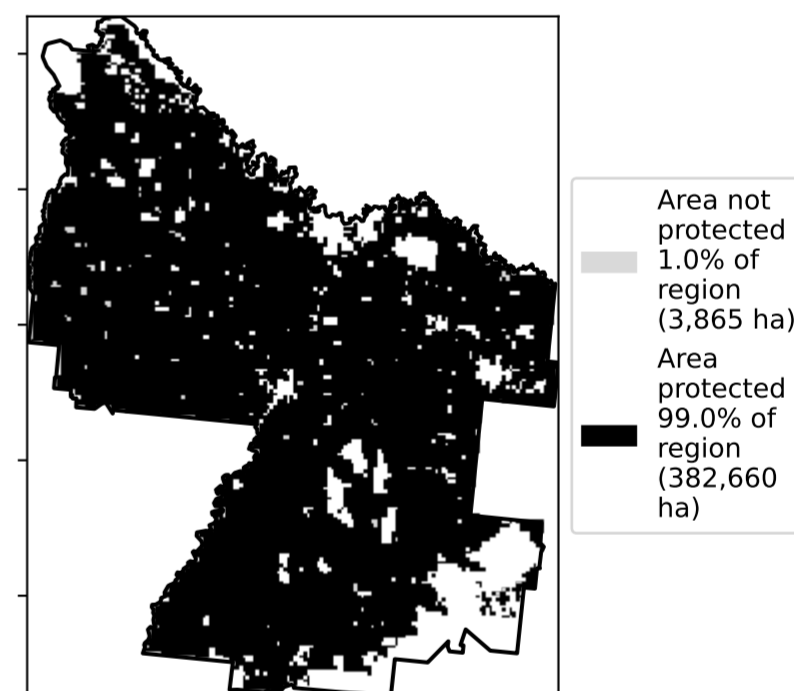 Area not
protected
1.0% of
region
(3,865 ha)
Area
protected
99.0% of
region
(382,660
ha)